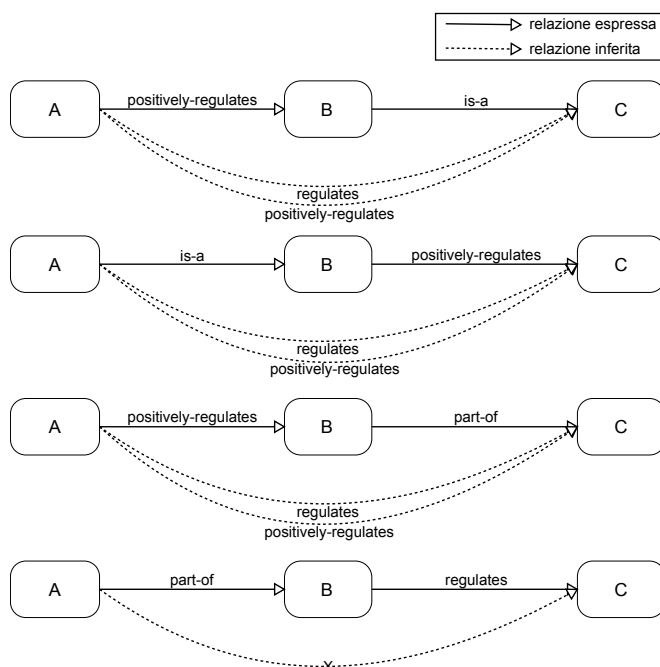 relazione espressa
relazione inferita
A positively-regulates B is-a C
regulates
positively-regulates
A is-a B positively-regulates C
regulates
positively-regulates
A positively-regulates B part-of C
regulates
positively-regulates
A part-of B regulates C